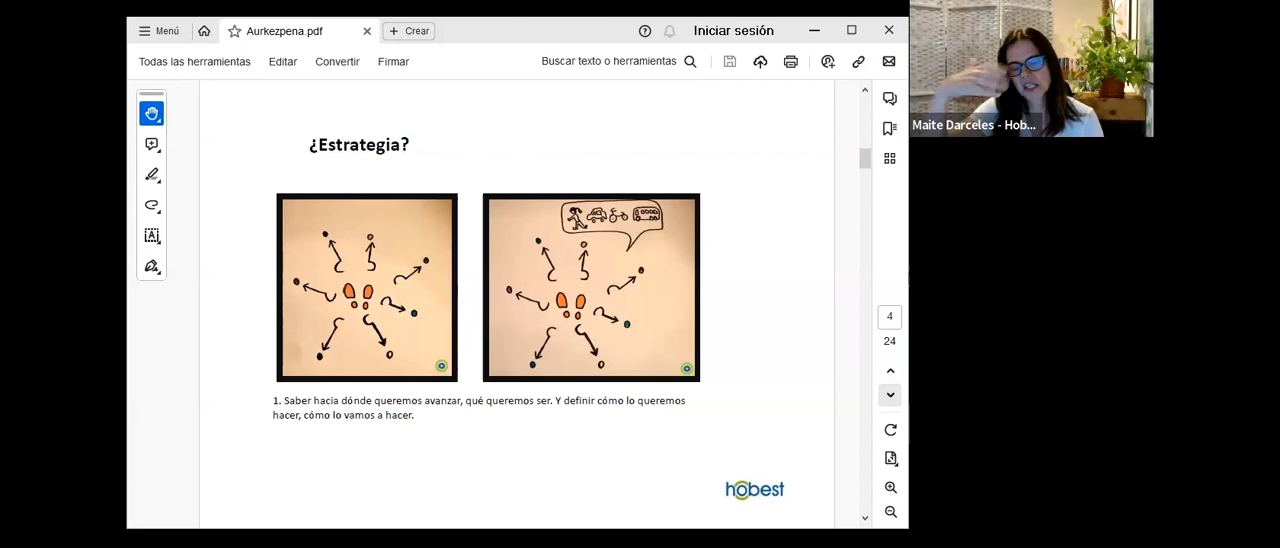 Menú
Aurkezpena.pdf
Crear
Iniciar sesión
Todas las herramientas
Editar
Convertir
Firmar
Buscar texto o herramientas
¿Estrategia?
1. Saber hacia dónde queremos avanzar, qué queremos ser. Y definir cómo lo queremos
hacer, cómo lo vamos a hacer.
hobest
4
24
Maite Darceles - Hob...